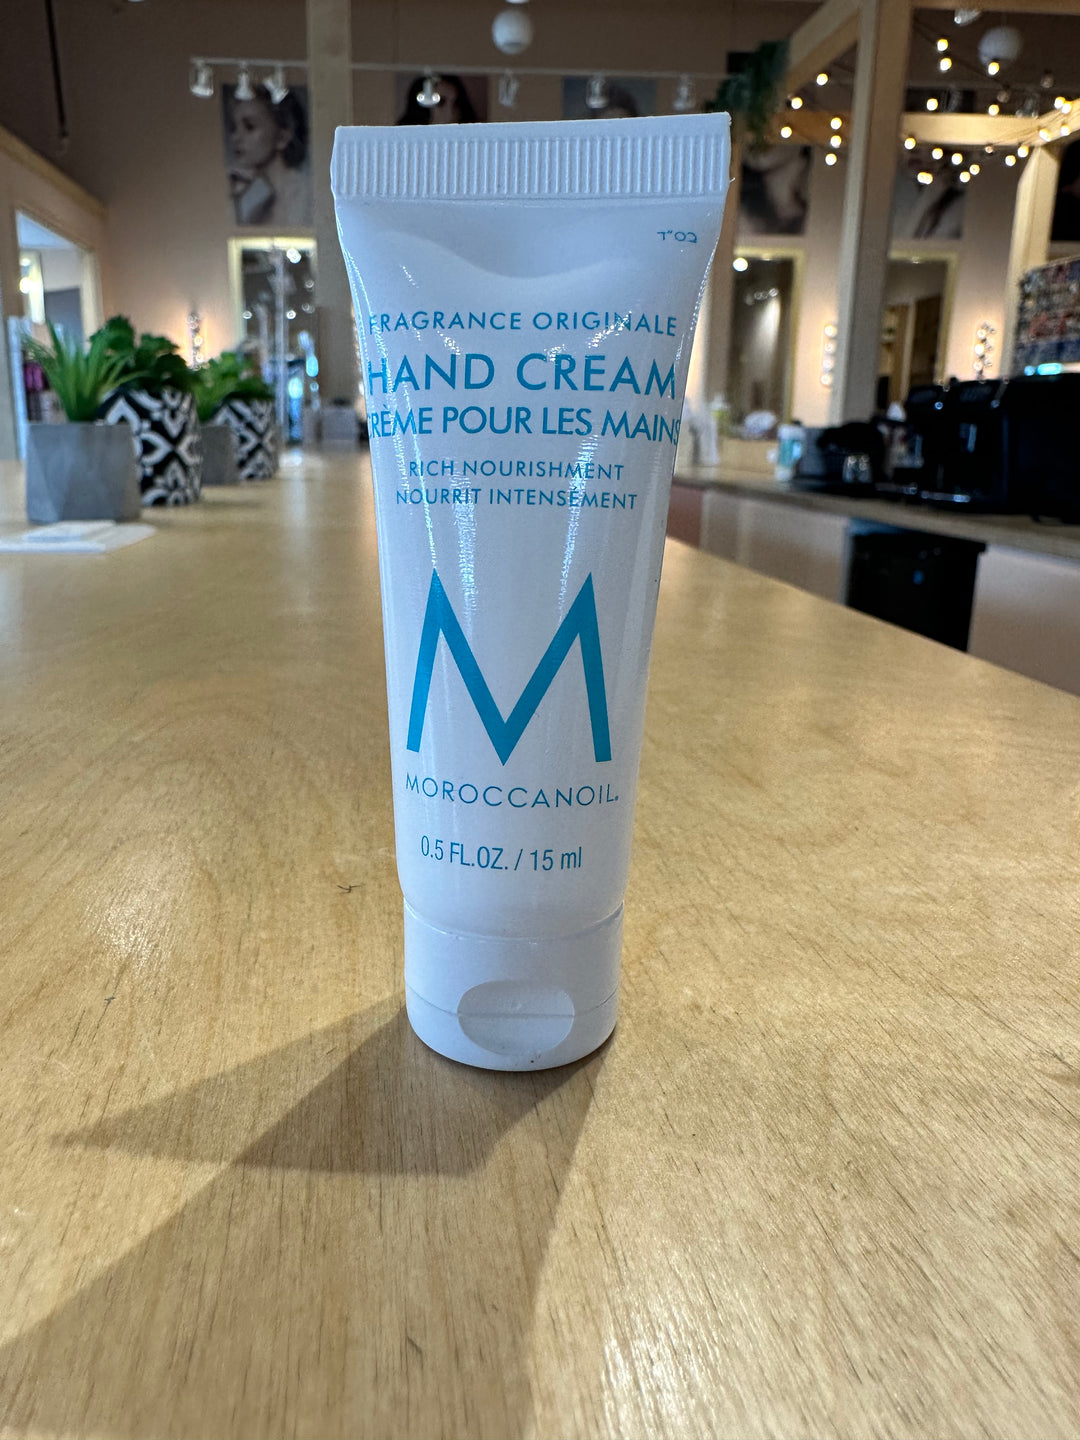 בס"ד
FRAGRANCE ORIGINALE
HAND CREAM
CRÈME POUR LES MAINS
RICH NOURISHMENT
NOURRIT INTENSÉMENT
M
MOROCCANOIL.
0.5 FL.OZ. / 15 ml